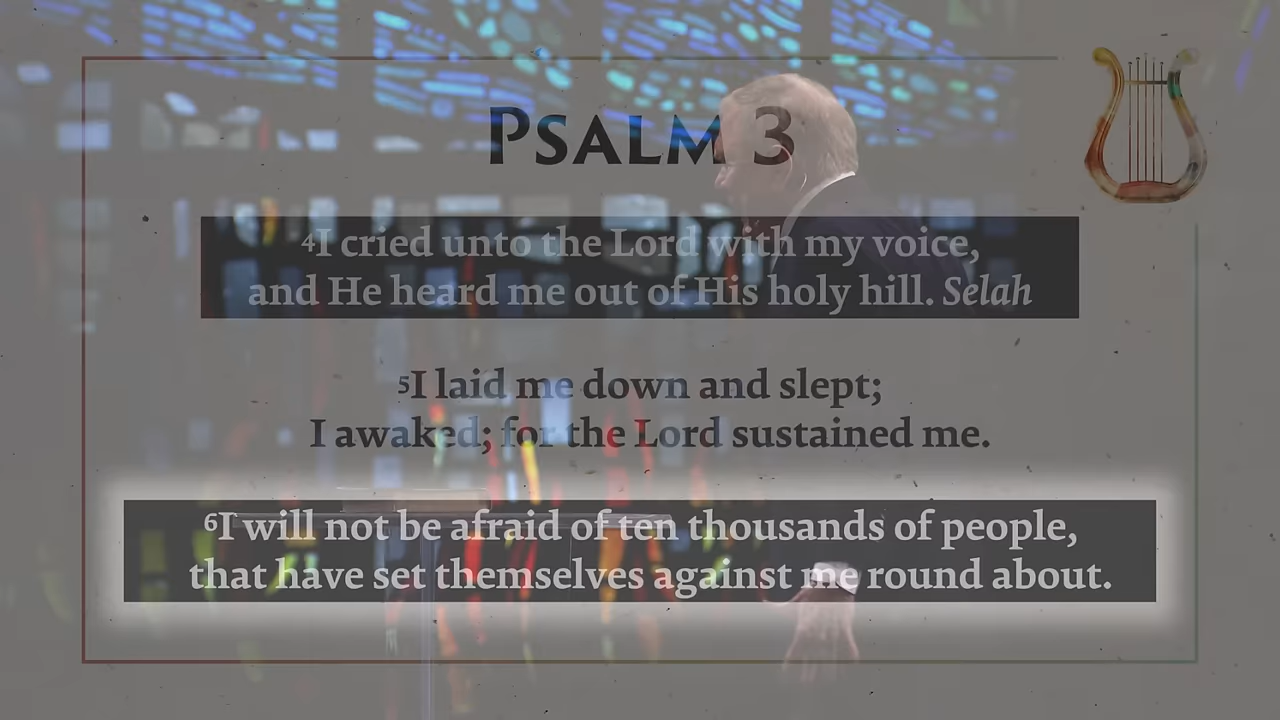 Psalm 3
4I cried unto the Lord with my voice,
and He heard me out of His holy hill. Selah
5I laid me down and slept;
I awaked; for the Lord sustained me.
6I will not be afraid of ten thousands of people,
that have set themselves against me round about.